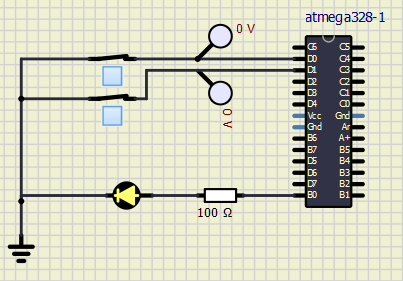 atmega328-1
0 V
C6 C5
D0 C4
D1 C3
D2 C2
D3 C1
D4 C0
Vcc Gnd
Gnd Ar
B6 A+
B7 B5
D5 B4
D6 B3
D7 B2
B0 B1
0 V
100 Ω